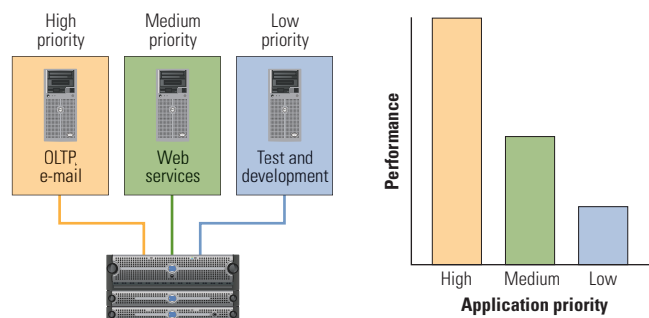 High
priority
Medium
priority
Low
priority
OLTP,
e-mail
Web
services
Test and
development
Performance
High
Medium
Low
Application priority